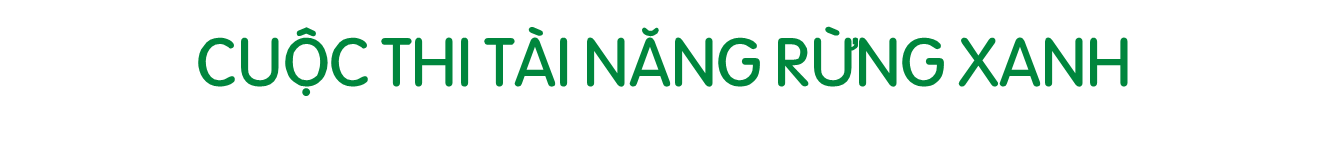 CUỘC THI TÀI NĂNG RỪNG XANH